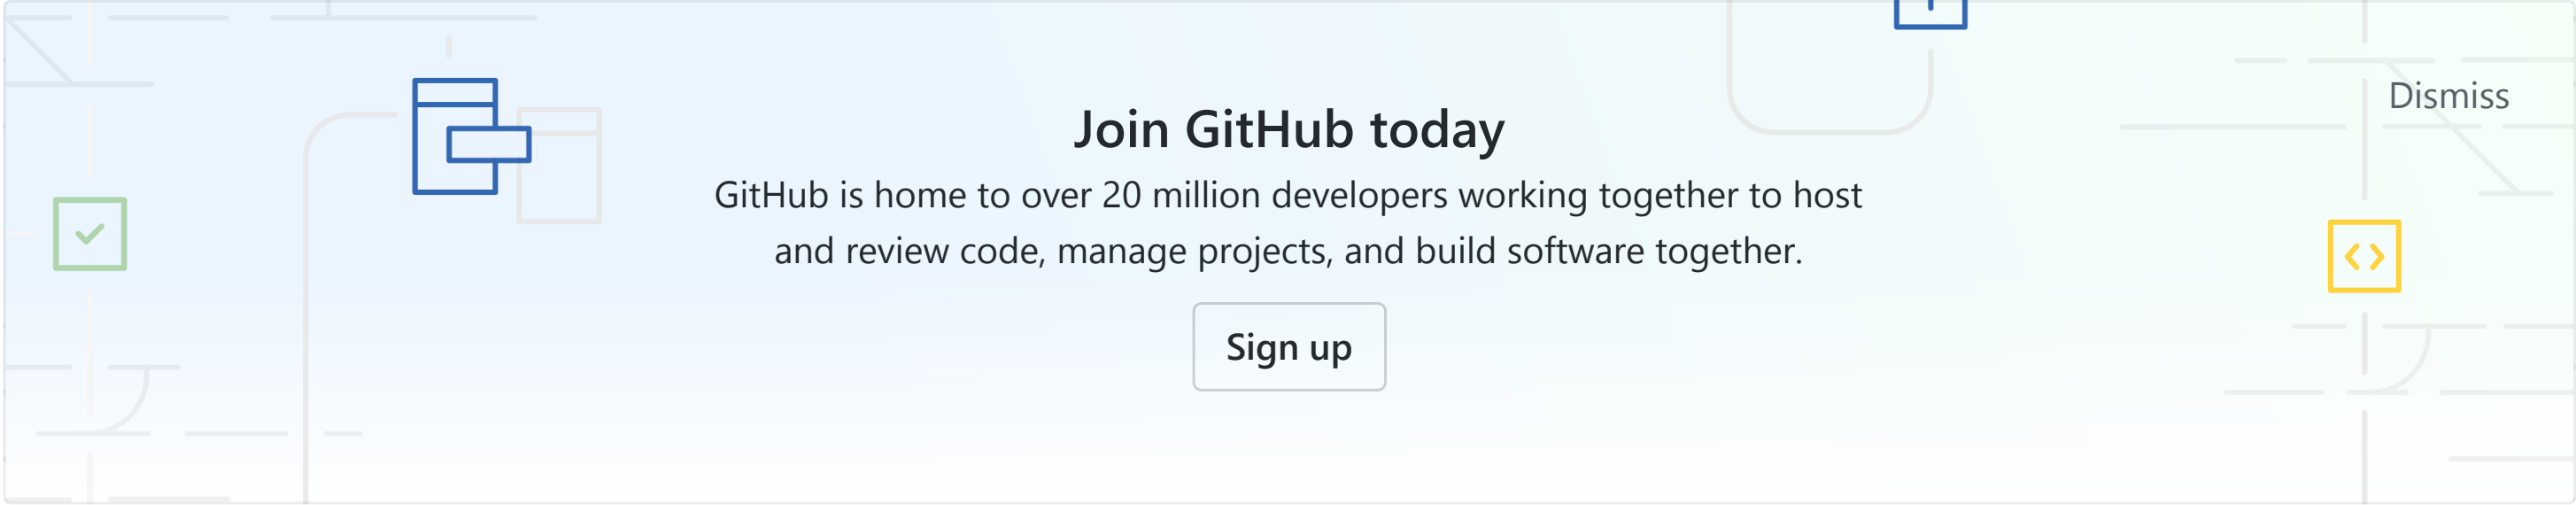 Join GitHub today
Dismiss
GitHub is home to over 20 million developers working together to host
and review code, manage projects, and build software together.
Sign up